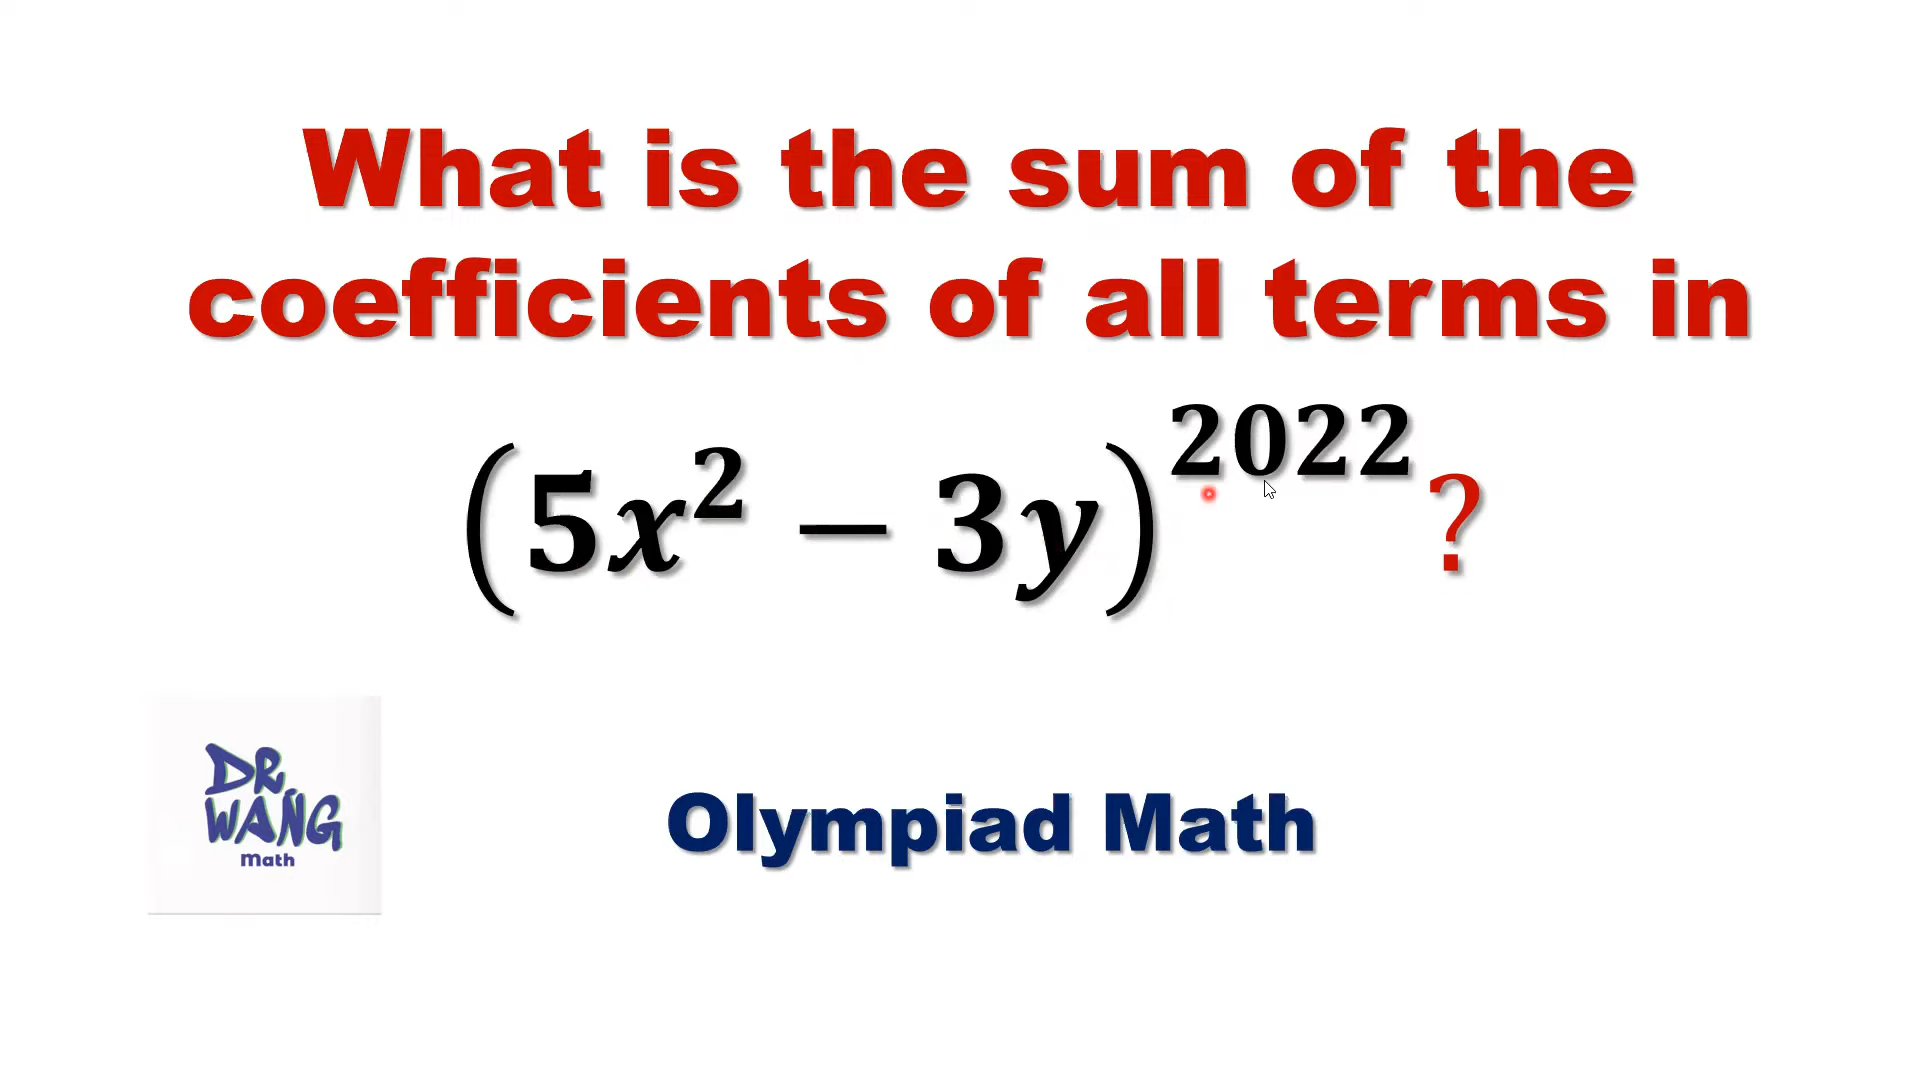 What is the sum of the
coefficients of all terms in
(5x² − 3y)²⁰²²?
DR
WANG
Math
Olympiad Math